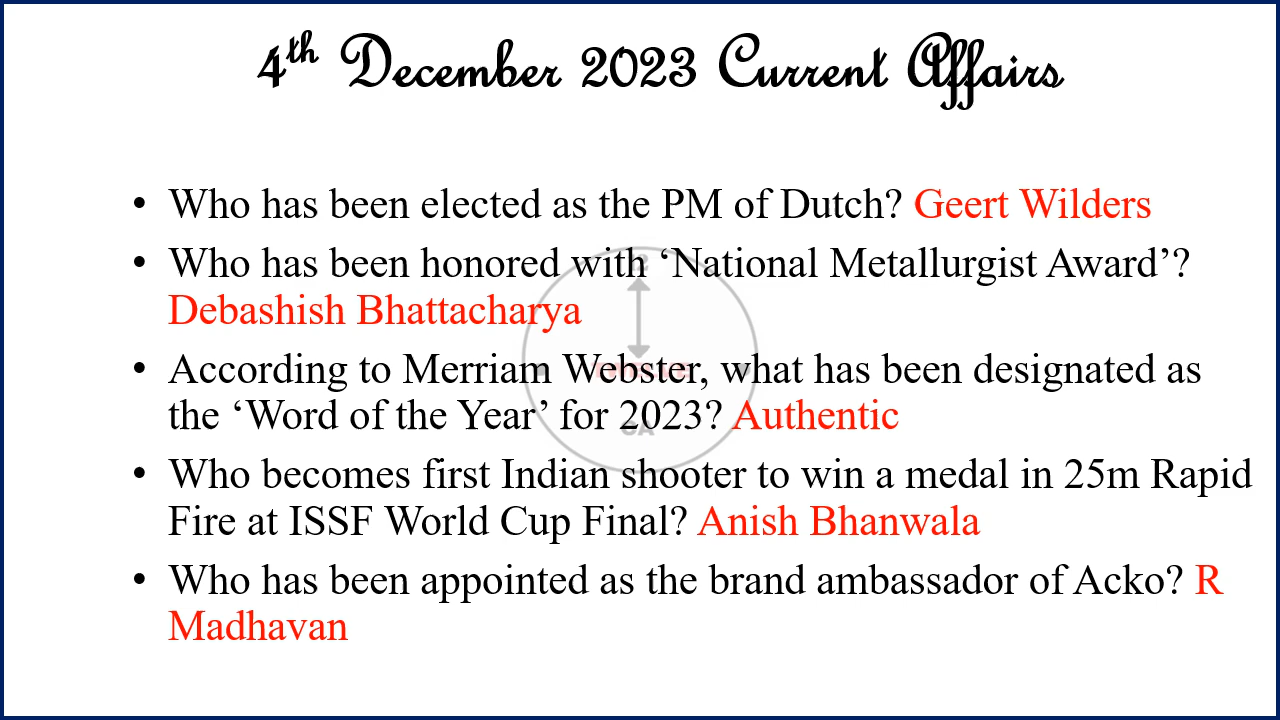 4th December 2023 Current Affairs
• Who has been elected as the PM of Dutch? Geert Wilders
• Who has been honored with ‘National Metallurgist Award’?
Debashish Bhattacharya
• According to Merriam Webster, what has been designated as
the ‘Word of the Year’ for 2023? Authentic
• Who becomes first Indian shooter to win a medal in 25m Rapid
Fire at ISSF World Cup Final? Anish Bhanwala
• Who has been appointed as the brand ambassador of Acko? R
Madhavan